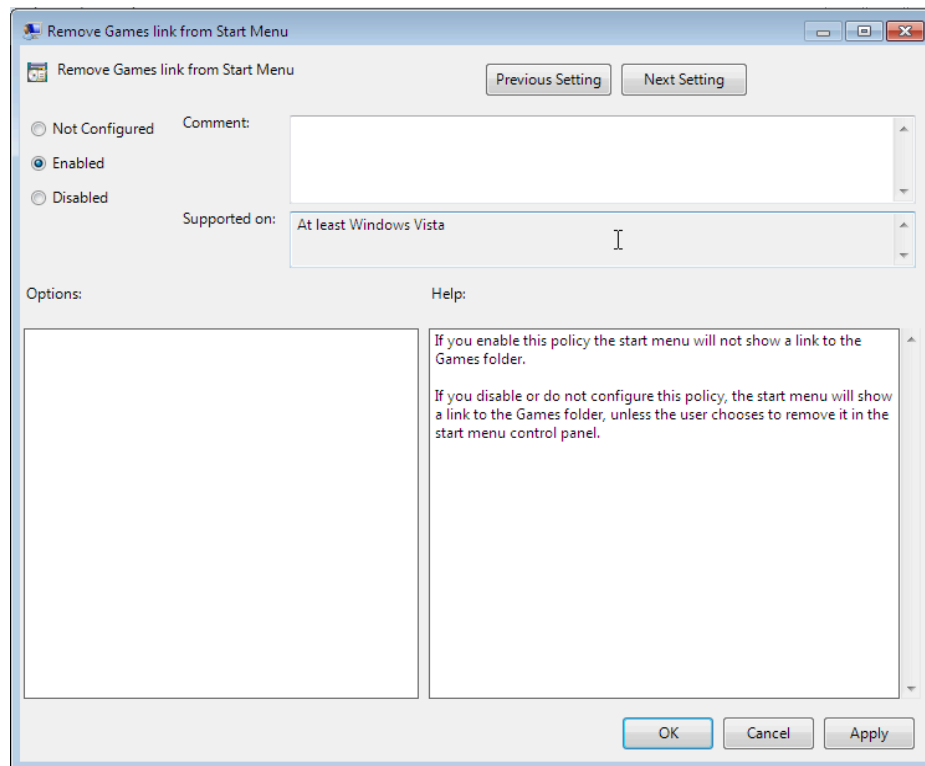 Remove Games link from Start Menu
Remove Games link from Start Menu
Previous Setting
Next Setting
Not Configured
Comment:
Enabled
Disabled
Supported on:
At least Windows Vista
Options:
Help:
If you enable this policy the start menu will not show a link to the
Games folder.
If you disable or do not configure this policy, the start menu will show
a link to the Games folder, unless the user chooses to remove it in the
start menu control panel.
OK
Cancel
Apply